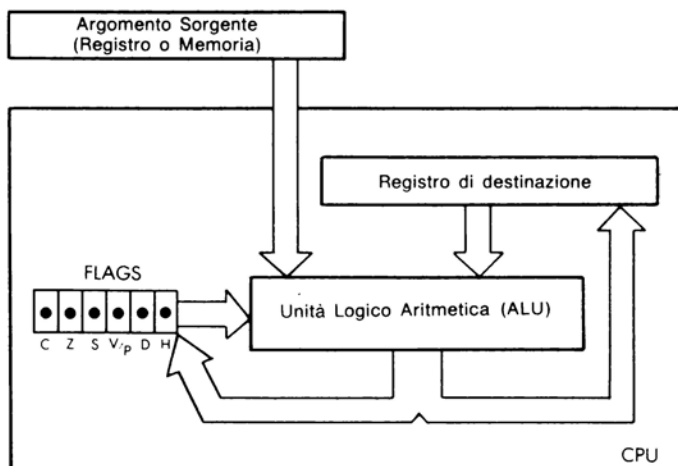 Argomento Sorgente
(Registro o Memoria)
Registro di destinazione
FLAGS
Unità Logico Aritmetica (ALU)
C Z S V/P D H
CPU